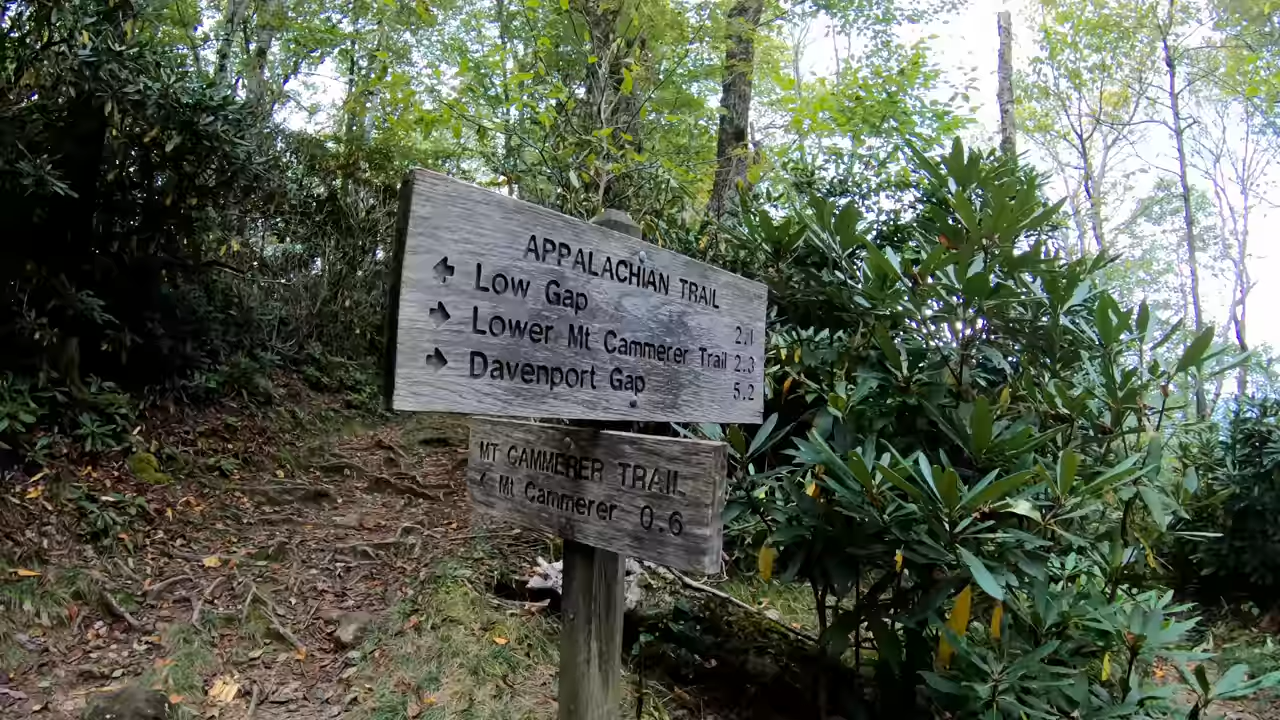 APPALACHIAN TRAIL
← Low Gap 2.1
→ Lower Mt Cammerer Trail 2.3
→ Davenport Gap 5.2
MT CAMMERER TRAIL
< Mt Cammerer 0.6